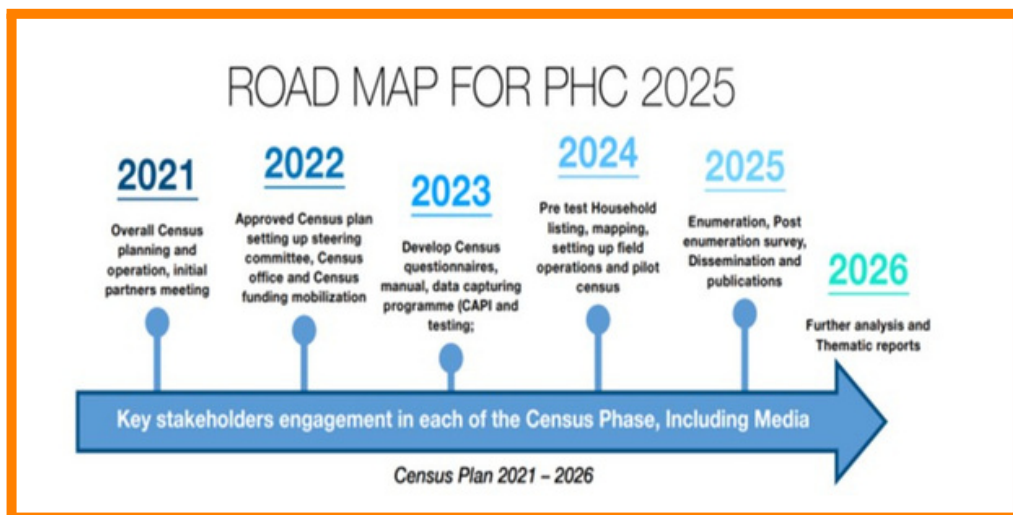 ROAD MAP FOR PHC 2025
2021
Overall Census
planning and
operation, initial
partners meeting
2022
Approved Census plan
setting up steering
committee, Census
office and Census
funding mobilization
2023
Develop Census
questionnaires,
manual, data capturing
programme (CAPI and
testing;
2024
Pre test Household
listing, mapping,
setting up field
operations and pilot
census
2025
Enumeration, Post
enumeration survey,
Dissemination and
publications
2026
Further analysis and
Thematic reports
Key stakeholders engagement in each of the Census Phase, Including Media
Census Plan 2021 – 2026